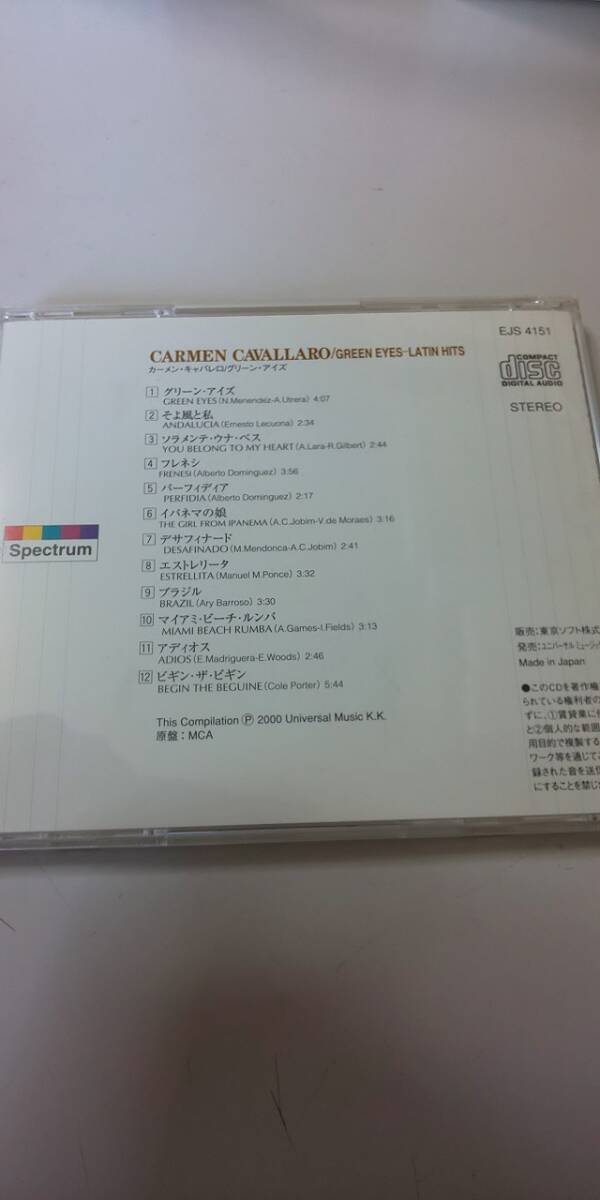 EJS 4151
COMPACT
disc
DIGITAL AUDIO
STEREO
CARMEN CAVALLARO/GREEN EYES-LATIN HITS
カーメン・キャバレロ/グリーン・アイズ
1 グリーン・アイズ
GREEN EYES(N.Menendez-A.Utrera) 4:07
2 そよ風と私
ANDALUCIA(Ernesto Lecuona) 2:34
3 ソラメンテ・ウナ・ベス
YOU BELONG TO MY HEART(A.Lara-R.Gilbert) 2:44
4 フレネシ
FRENESI(Alberto Dominguez) 3:56
5 パーフィディア
PERFIDIA(Alberto Dominguez) 2:17
6 イパネマの娘
THE GIRL FROM IPANEMA(A.C.Jobim-V.de Moraes) 3:16
7 デサフィナード
DESAFINADO(M.Mendonca-A.C.Jobim) 2:41
8 エストレリータ
ESTRELLITA(Manuel M.Ponce) 3:32
9 ブラジル
BRAZIL(Ary Barroso) 3:30
10 マイアミ・ビーチ・ルンバ
MIAMI BEACH RUMBA(A.Games-I.Fields) 3:13
11 アディオス
ADIOS(E.Madriguera-E.Woods) 2:46
12 ビギン・ザ・ビギン
BEGIN THE BEGUINE(Cole Porter) 5:44
This Compilation Ⓟ 2000 Universal Music K.K.
原盤:MCA
Spectrum
販売:東京ソフト株式
発売:ユニバーサル ミュージック
Made in Japan
●このCDを著作権
られている権利者の
ずに、①賃貸業に
と②個人的な範囲
用目的で複製する
ワーク等を通じてこ
録された音を送信
にすることを禁じ